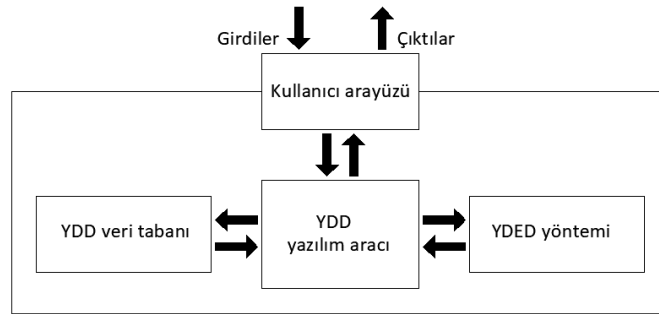 Girdiler
Çıktılar
Kullanıcı arayüzü
YDD veri tabanı
YDD
yazılım aracı
YDED yöntemi